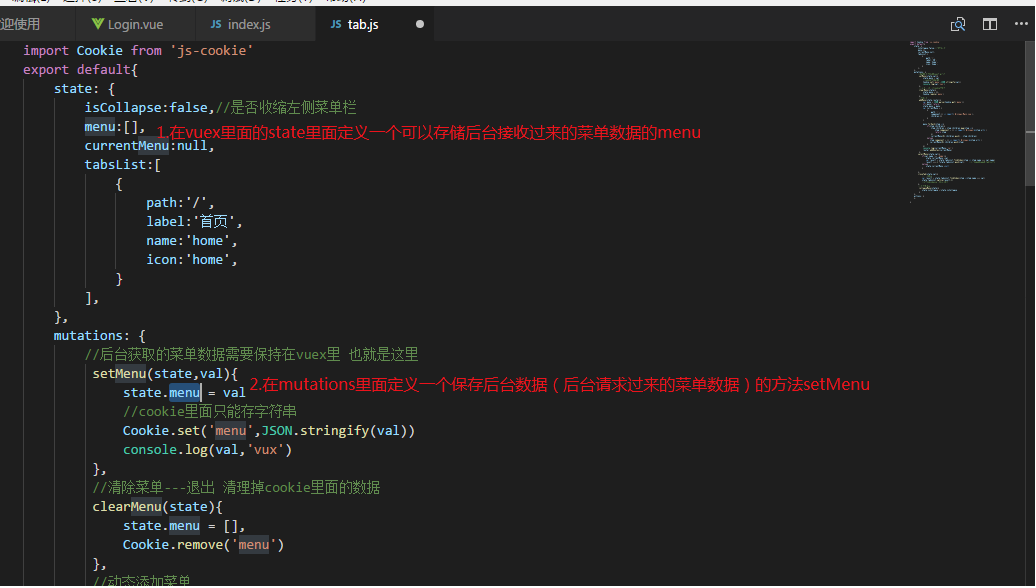 迎使用 Login.vue JS index.js JS tab.js
import Cookie from 'js-cookie'
export default{
state: {
isCollapse:false,//是否收缩左侧菜单栏
menu:[], 1.在vuex里面的state里面定义一个可以存储后台接收过来的菜单数据的menu
currentMenu:null,
tabsList:[
{
path:'/',
label:'首页',
name:'home',
icon:'home',
}
],
},
mutations: {
//后台获取的菜单数据需要保持在vuex里 也就是这里
setMenu(state,val){
state.menu = val 2.在mutations里面定义一个保存后台数据（后台请求过来的菜单数据）的方法setMenu
//cookie里面只能存字符串
Cookie.set('menu',JSON.stringify(val))
console.log(val,'vux')
},
//清除菜单---退出 清理掉cookie里面的数据
clearMenu(state){
state.menu = [],
Cookie.remove('menu')
},
//动态添加菜单